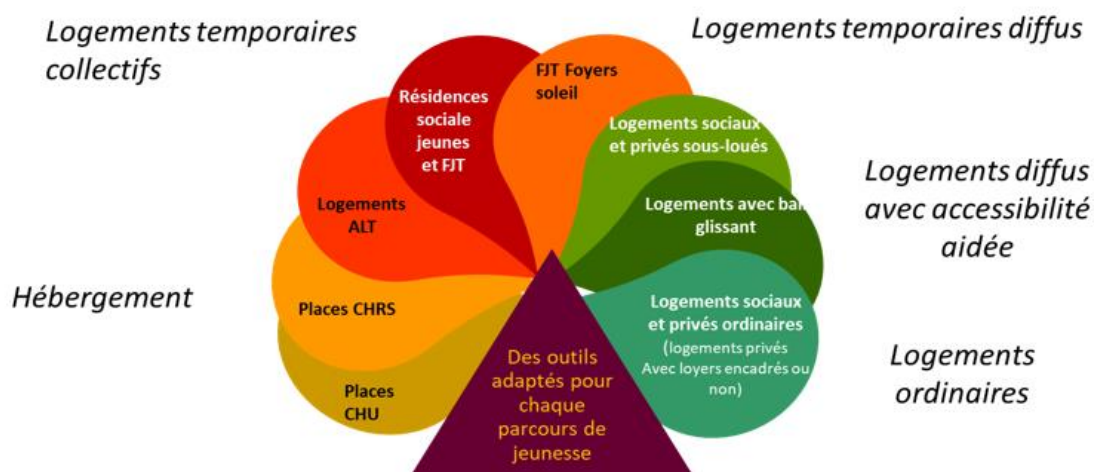 Logements temporaires
collectifs
Logements temporaires diffus
FJT Foyers
soleil
Résidences
sociale
jeunes
et FJT
Logements sociaux
et privés sous-loués
Logements
ALT
Logements avec bail
glissant
Logements diffus
avec accessibilité
aidée
Hébergement
Places CHRS
Logements sociaux
et privés ordinaires
(logements privés
Avec loyers encadrés ou
non)
Places
CHU
Des outils
adaptés pour
chaque
parcours de
jeunesse
Logements
ordinaires